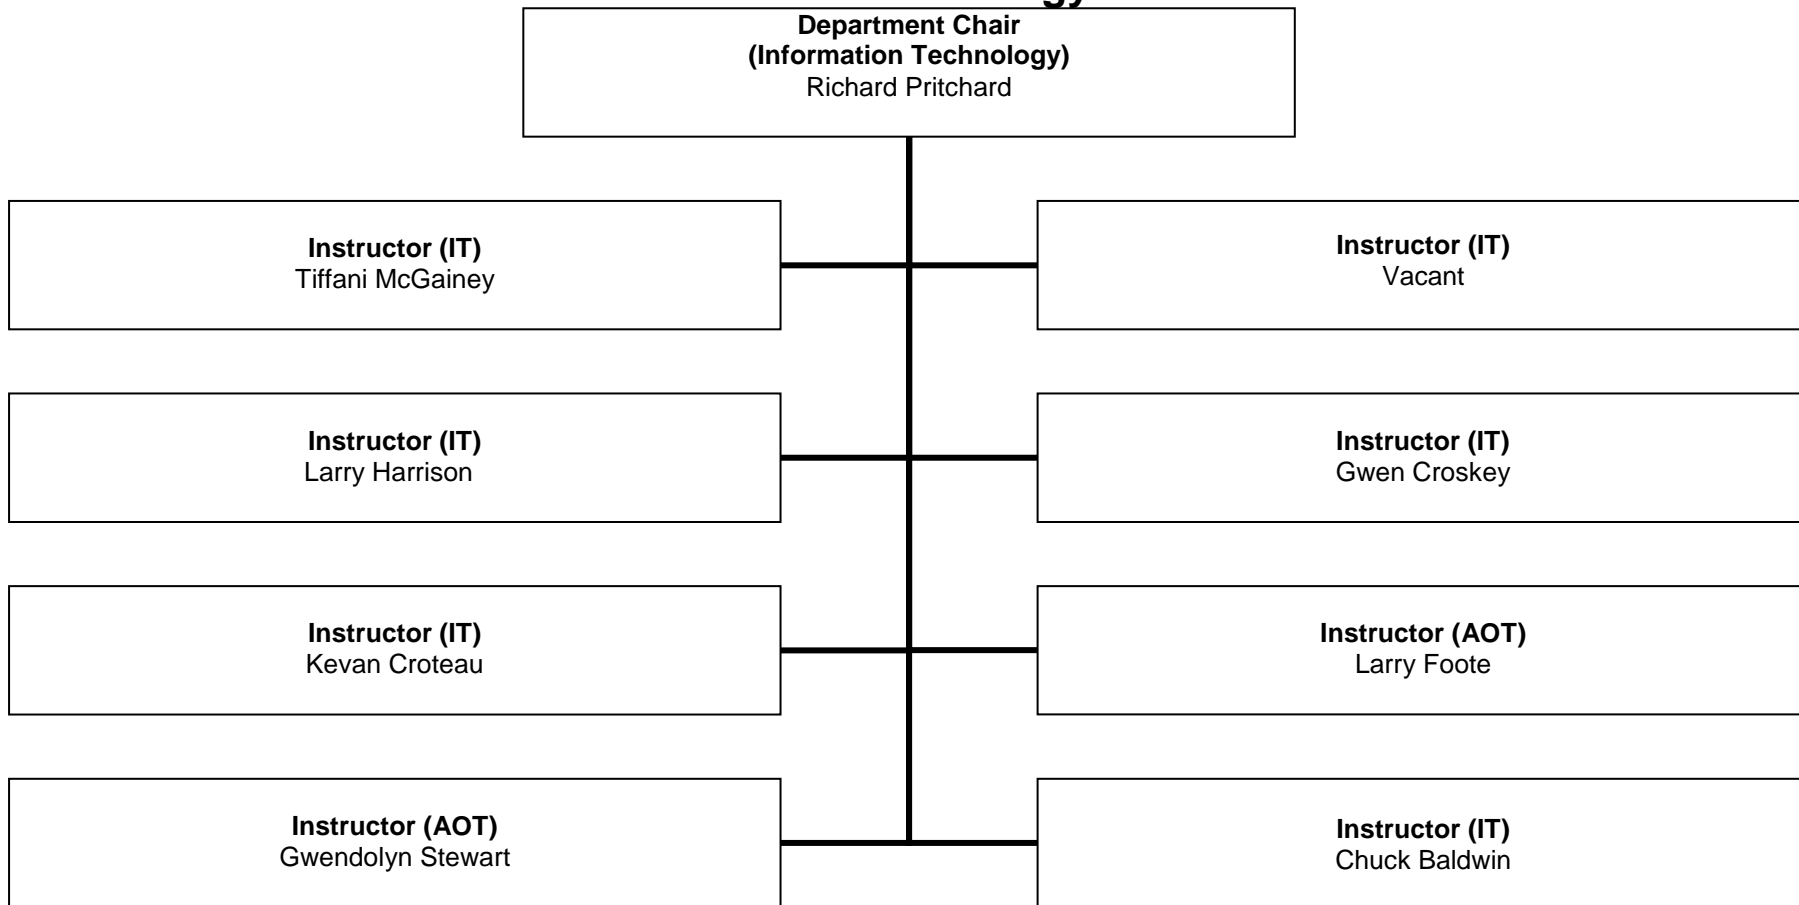 Department Chair
(Information Technology)
Richard Pritchard
Instructor (IT)
Tiffani McGainey
Instructor (IT)
Vacant
Instructor (IT)
Larry Harrison
Instructor (IT)
Gwen Croskey
Instructor (IT)
Kevan Croteau
Instructor (AOT)
Larry Foote
Instructor (AOT)
Gwendolyn Stewart
Instructor (IT)
Chuck Baldwin